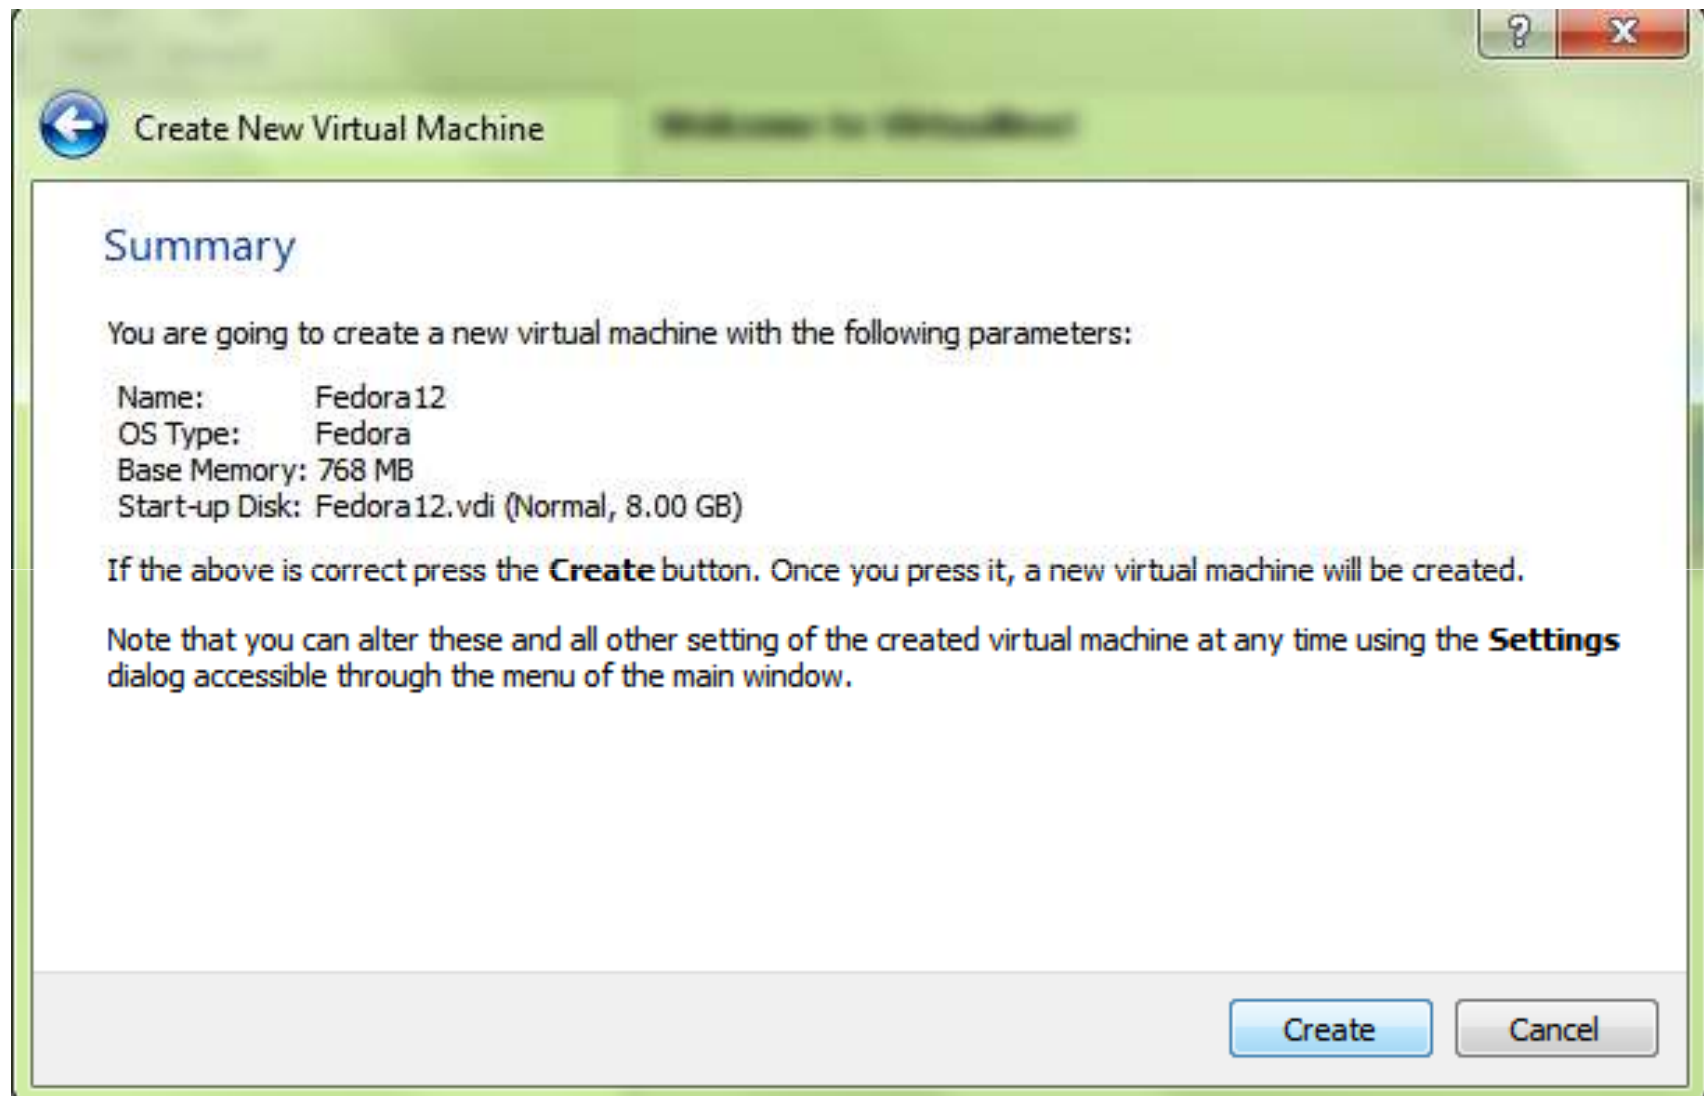 ?
X
Create New Virtual Machine
Summary
You are going to create a new virtual machine with the following parameters:
Name: Fedora12
OS Type: Fedora
Base Memory: 768 MB
Start-up Disk: Fedora12.vdi (Normal, 8.00 GB)
If the above is correct press the Create button. Once you press it, a new virtual machine will be created.
Note that you can alter these and all other setting of the created virtual machine at any time using the Settings
dialog accessible through the menu of the main window.
Create
Cancel